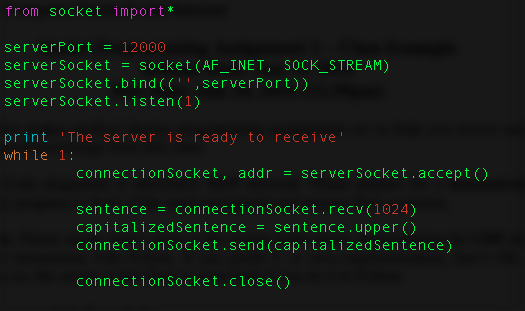 from socket import*
serverPort = 12000
serverSocket = socket(AF_INET, SOCK_STREAM)
serverSocket.bind(('',serverPort))
serverSocket.listen(1)
print 'The server is ready to receive'
while 1:
connectionSocket, addr = serverSocket.accept()
sentence = connectionSocket.recv(1024)
capitalizedSentence = sentence.upper()
connectionSocket.send(capitalizedSentence)
connectionSocket.close()